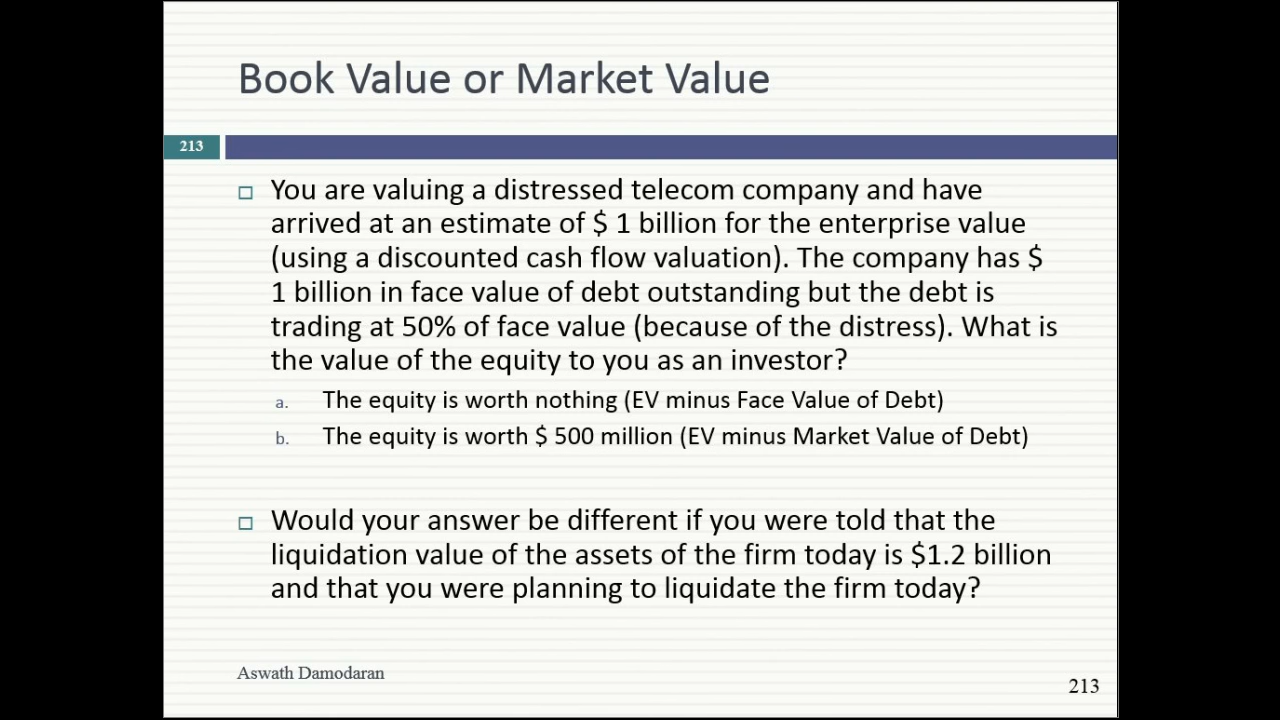 Book Value or Market Value
213
You are valuing a distressed telecom company and have
arrived at an estimate of $ 1 billion for the enterprise value
(using a discounted cash flow valuation). The company has $
1 billion in face value of debt outstanding but the debt is
trading at 50% of face value (because of the distress). What is
the value of the equity to you as an investor?
a. The equity is worth nothing (EV minus Face Value of Debt)
b. The equity is worth $ 500 million (EV minus Market Value of Debt)
Would your answer be different if you were told that the
liquidation value of the assets of the firm today is $1.2 billion
and that you were planning to liquidate the firm today?
Aswath Damodaran
213